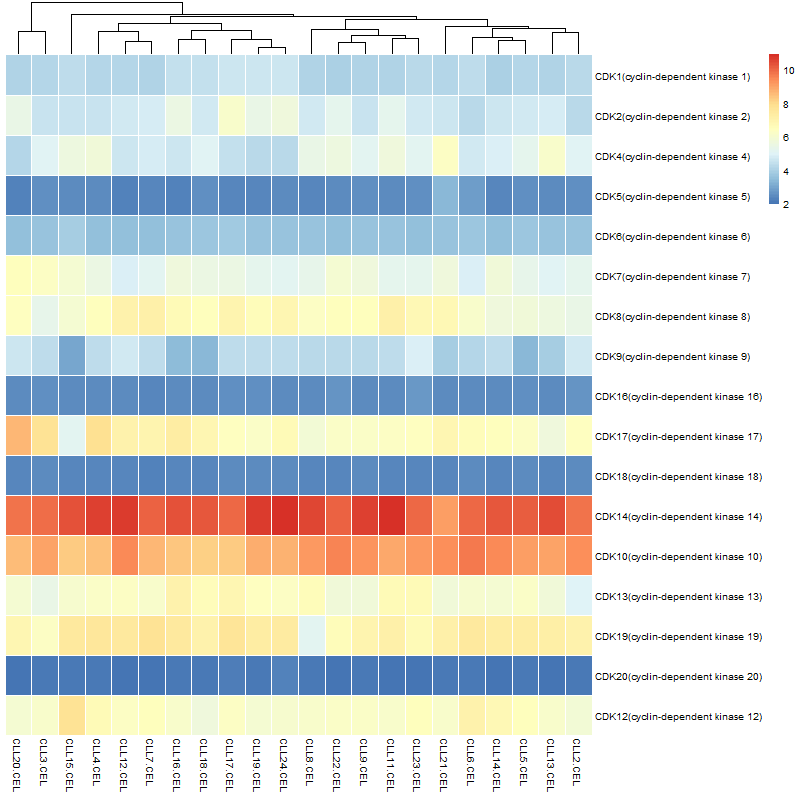 10
8
6
4
2
CDK1(cyclin-dependent kinase 1)
CDK2(cyclin-dependent kinase 2)
CDK4(cyclin-dependent kinase 4)
CDK5(cyclin-dependent kinase 5)
CDK6(cyclin-dependent kinase 6)
CDK7(cyclin-dependent kinase 7)
CDK8(cyclin-dependent kinase 8)
CDK9(cyclin-dependent kinase 9)
CDK16(cyclin-dependent kinase 16)
CDK17(cyclin-dependent kinase 17)
CDK18(cyclin-dependent kinase 18)
CDK14(cyclin-dependent kinase 14)
CDK10(cyclin-dependent kinase 10)
CDK13(cyclin-dependent kinase 13)
CDK19(cyclin-dependent kinase 19)
CDK20(cyclin-dependent kinase 20)
CDK12(cyclin-dependent kinase 12)
CLL20.CEL
CLL3.CEL
CLL15.CEL
CLL4.CEL
CLL12.CEL
CLL7.CEL
CLL16.CEL
CLL18.CEL
CLL17.CEL
CLL19.CEL
CLL24.CEL
CLL8.CEL
CLL22.CEL
CLL9.CEL
CLL11.CEL
CLL23.CEL
CLL21.CEL
CLL6.CEL
CLL14.CEL
CLL5.CEL
CLL13.CEL
CLL2.CEL